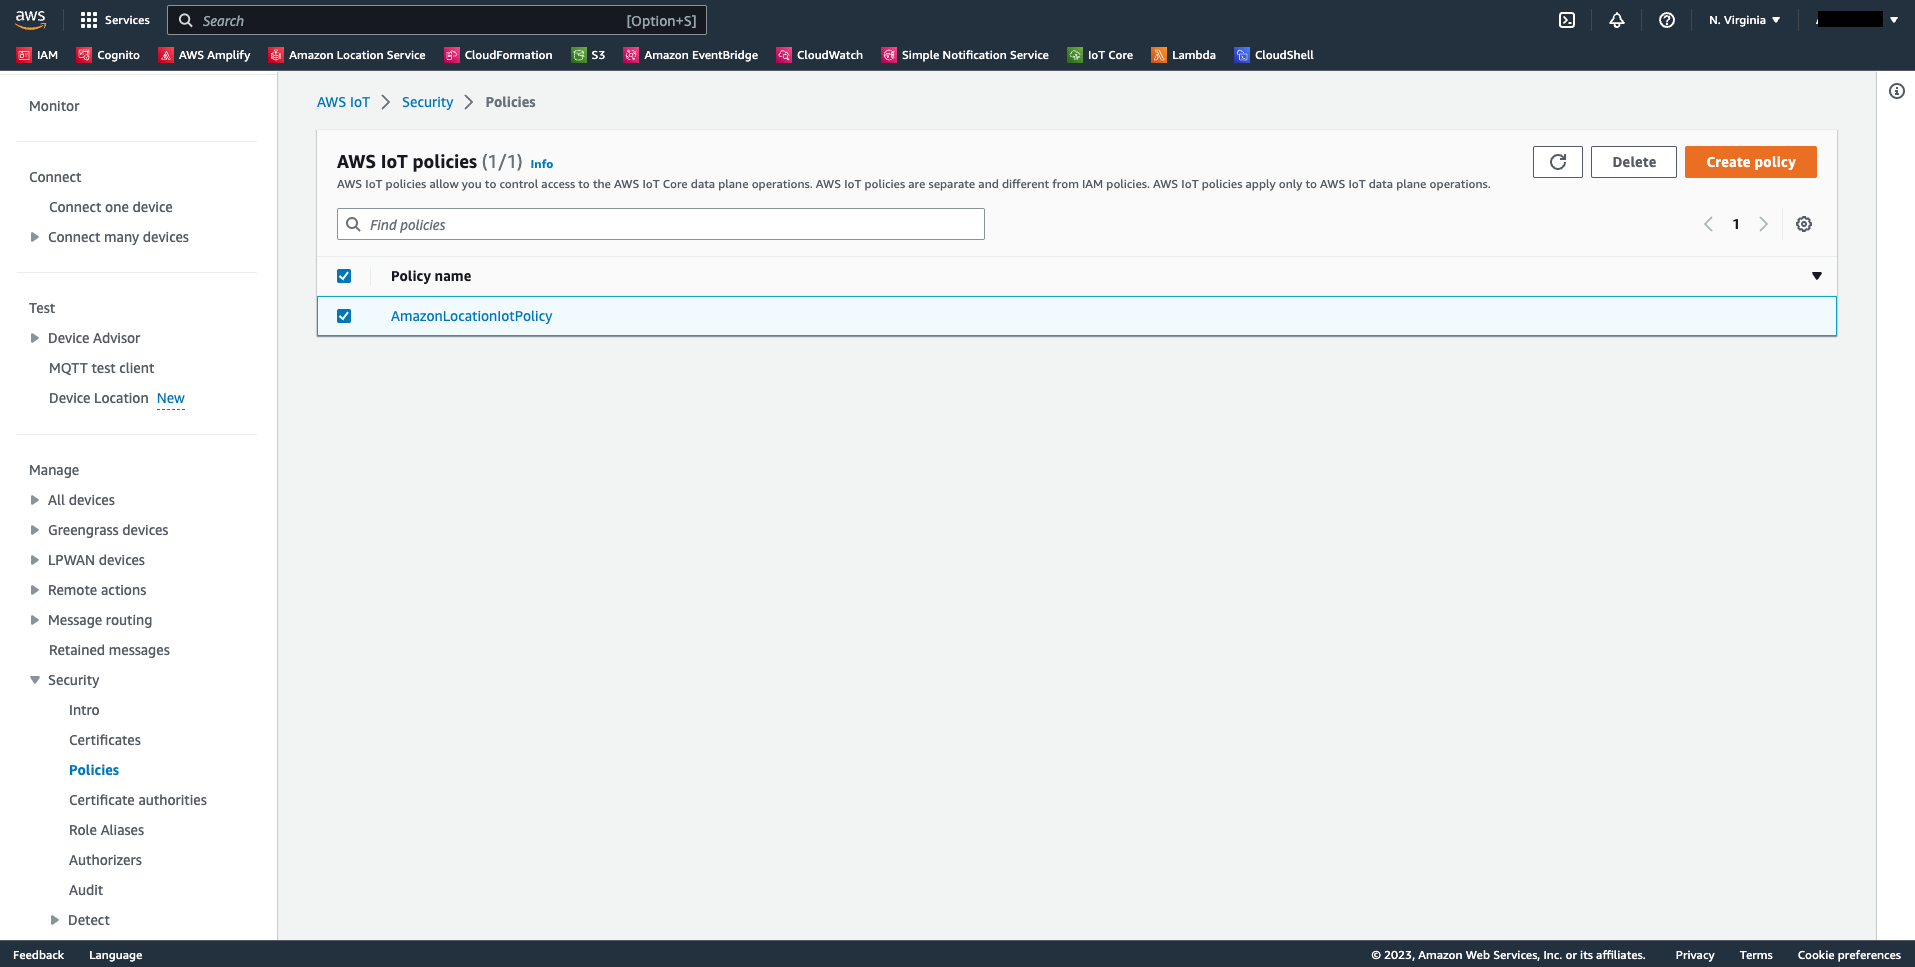 aws Services Search [Option+S] N. Virginia
IAM Cognito AWS Amplify Amazon Location Service CloudFormation S3 Amazon EventBridge CloudWatch Simple Notification Service IoT Core Lambda CloudShell
Monitor
Connect
Connect one device
Connect many devices
Test
Device Advisor
MQTT test client
Device Location New
Manage
All devices
Greengrass devices
LPWAN devices
Remote actions
Message routing
Retained messages
Security
Intro
Certificates
Policies
Certificate authorities
Role Aliases
Authorizers
Audit
Detect
AWS IoT Security Policies
AWS IoT policies (1/1) Info
Delete Create policy
AWS IoT policies allow you to control access to the AWS IoT Core data plane operations. AWS IoT policies are separate and different from IAM policies. AWS IoT policies apply only to AWS IoT data plane operations.
Find policies
1
Policy name
AmazonLocationIotPolicy
Feedback Language © 2023, Amazon Web Services, Inc. or its affiliates. Privacy Terms Cookie preferences